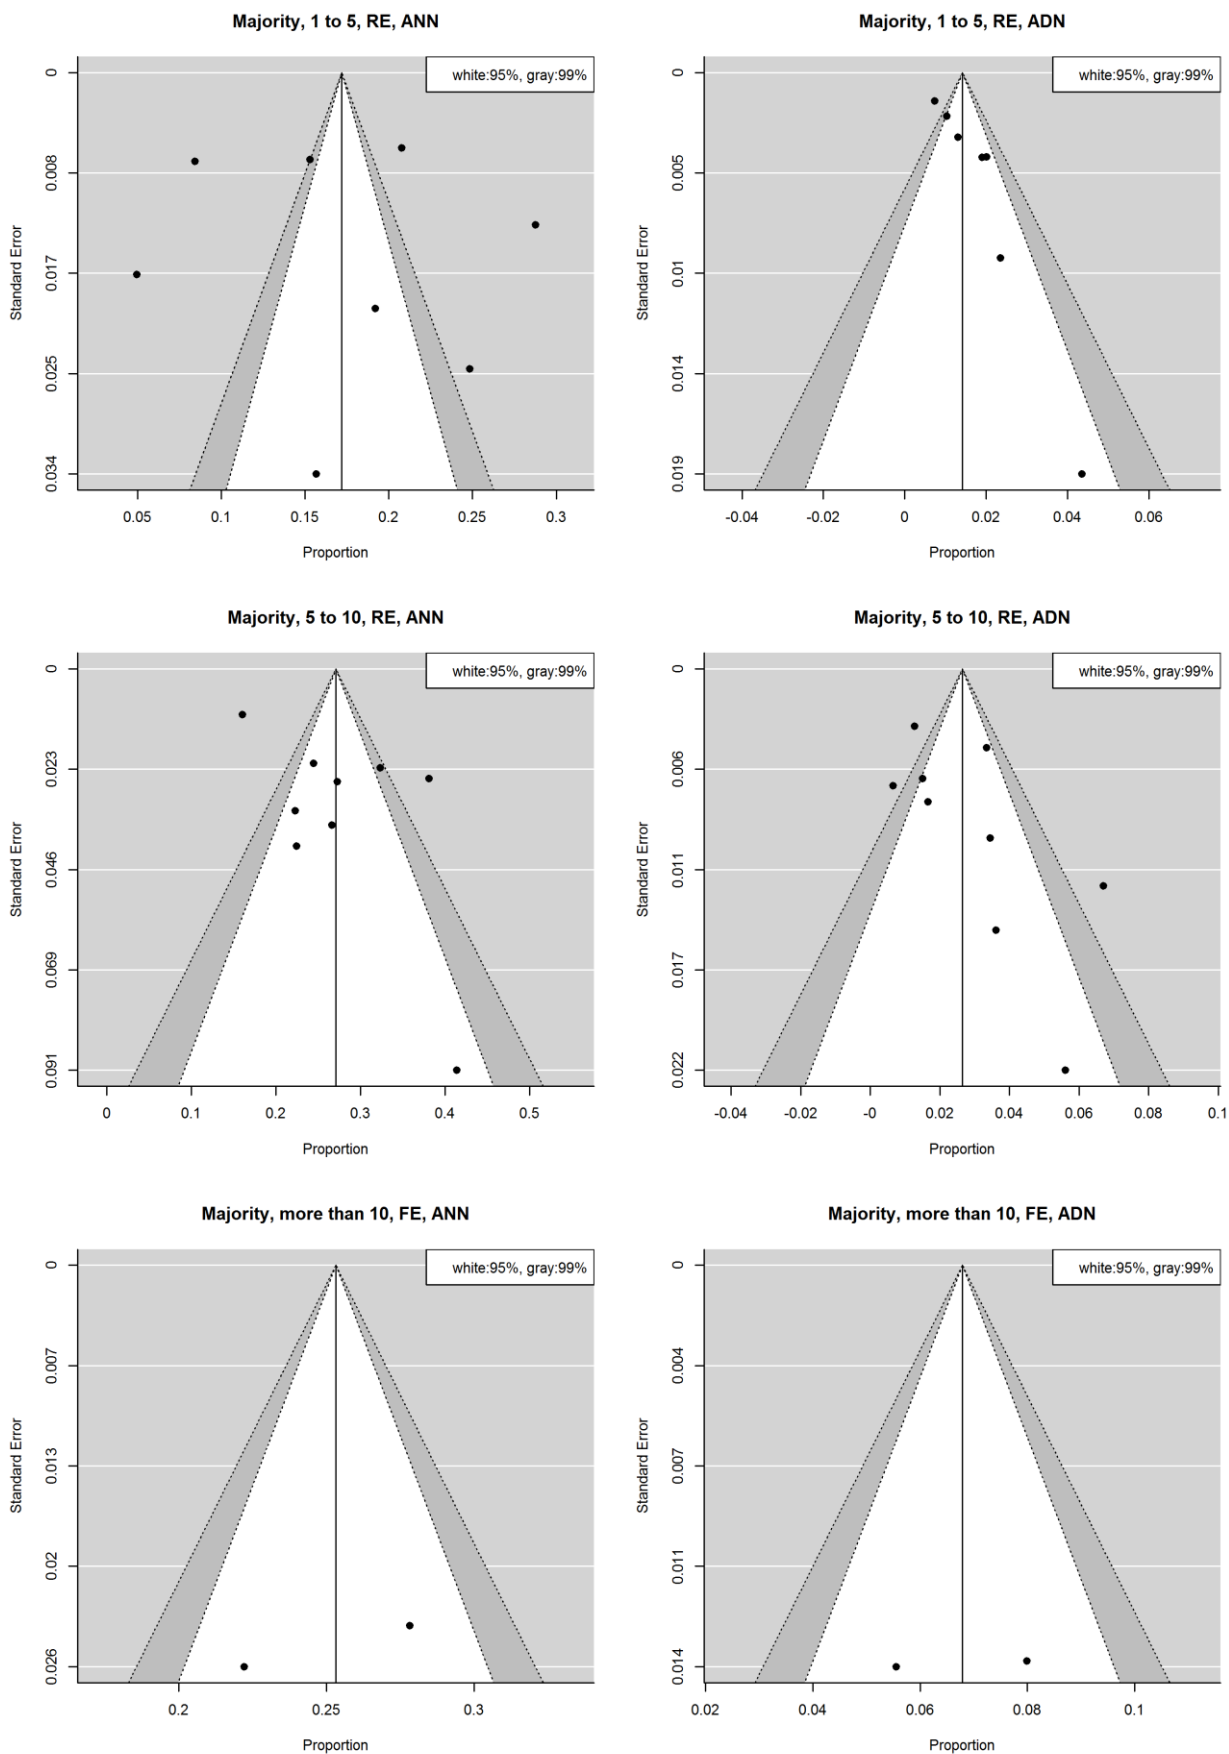 Majority, 1 to 5, RE, ANN
white:95%, gray:99%
Standard Error
0
0.008
0.017
0.025
0.034
0.05 0.1 0.15 0.2 0.25 0.3
Proportion
Majority, 1 to 5, RE, ADN
white:95%, gray:99%
Standard Error
0
0.005
0.01
0.014
0.019
-0.04 -0.02 0 0.02 0.04 0.06
Proportion
Majority, 5 to 10, RE, ANN
white:95%, gray:99%
Standard Error
0
0.023
0.046
0.069
0.091
0 0.1 0.2 0.3 0.4 0.5
Proportion
Majority, 5 to 10, RE, ADN
white:95%, gray:99%
Standard Error
0
0.006
0.011
0.017
0.022
-0.04 -0.02 -0 0.02 0.04 0.06 0.08 0.1
Proportion
Majority, more than 10, FE, ANN
white:95%, gray:99%
Standard Error
0
0.007
0.013
0.02
0.026
0.2 0.25 0.3
Proportion
Majority, more than 10, FE, ADN
white:95%, gray:99%
Standard Error
0
0.004
0.007
0.011
0.014
0.02 0.04 0.06 0.08 0.1
Proportion